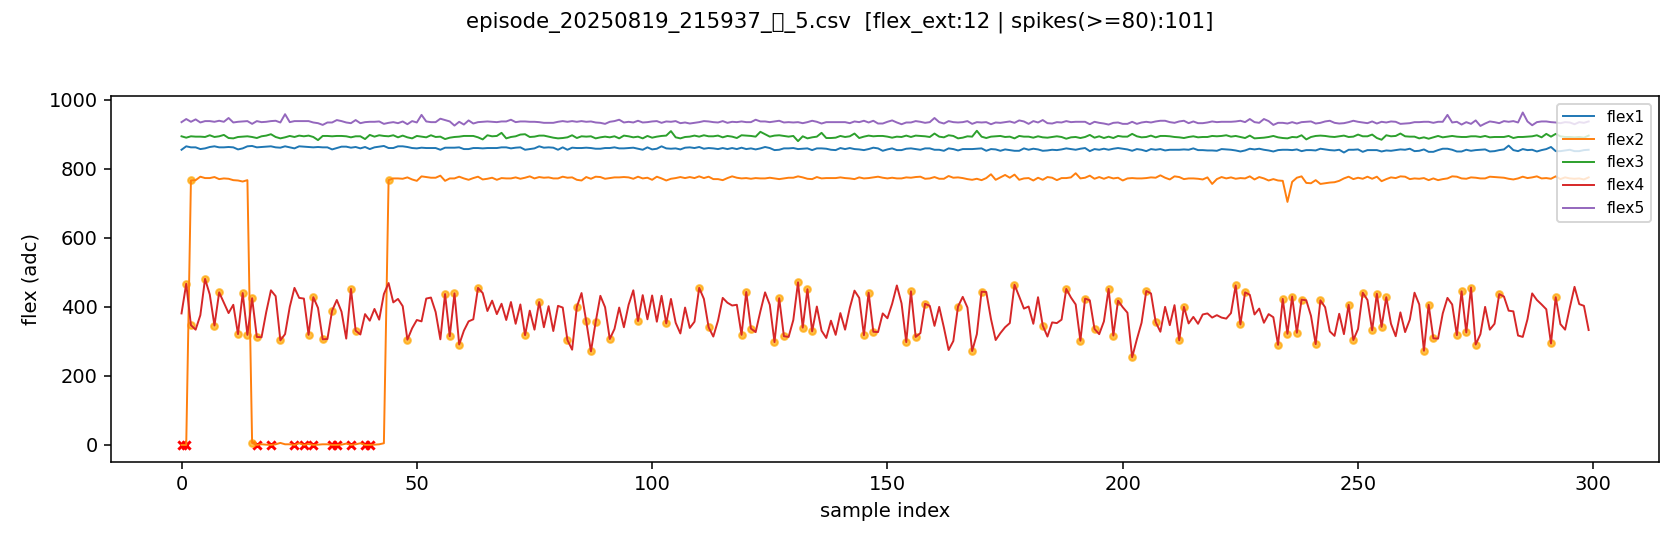 episode_20250819_215937_▯_5.csv  [flex_ext:12 | spikes(>=80):101]
1000
800
600
400
200
0
flex (adc)
flex1
flex2
flex3
flex4
flex5
0
50
100
150
200
250
300
sample index